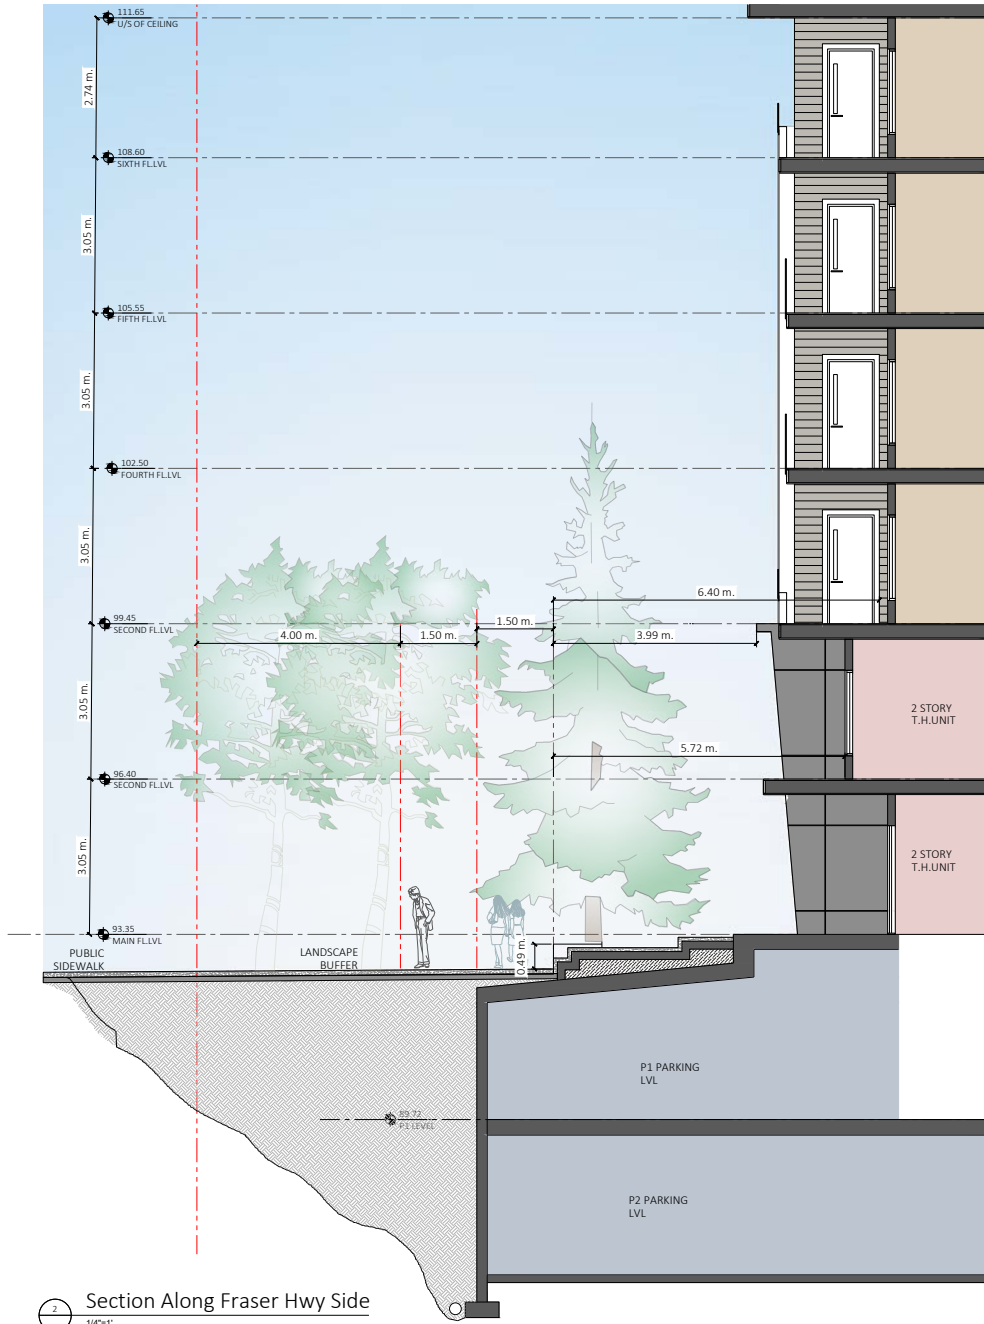 111.65
U/S OF CEILING
2.74 m.
108.60
SIXTH FL.LVL
3.05 m.
105.55
FIFTH FL.LVL
3.05 m.
102.50
FOURTH FL.LVL
3.05 m.
6.40 m.
99.45
SECOND FL.LVL
4.00 m.
1.50 m.
1.50 m.
3.99 m.
3.05 m.
2 STORY
T.H.UNIT
5.72 m.
96.40
SECOND FL.LVL
3.05 m.
2 STORY
T.H.UNIT
93.35
MAIN FL.LVL
PUBLIC
SIDEWALK
LANDSCAPE
BUFFER
0.49 m.
P1 PARKING
LVL
89.72
P1 LEVEL
P2 PARKING
LVL
2
Section Along Fraser Hwy Side
1/4"=1'